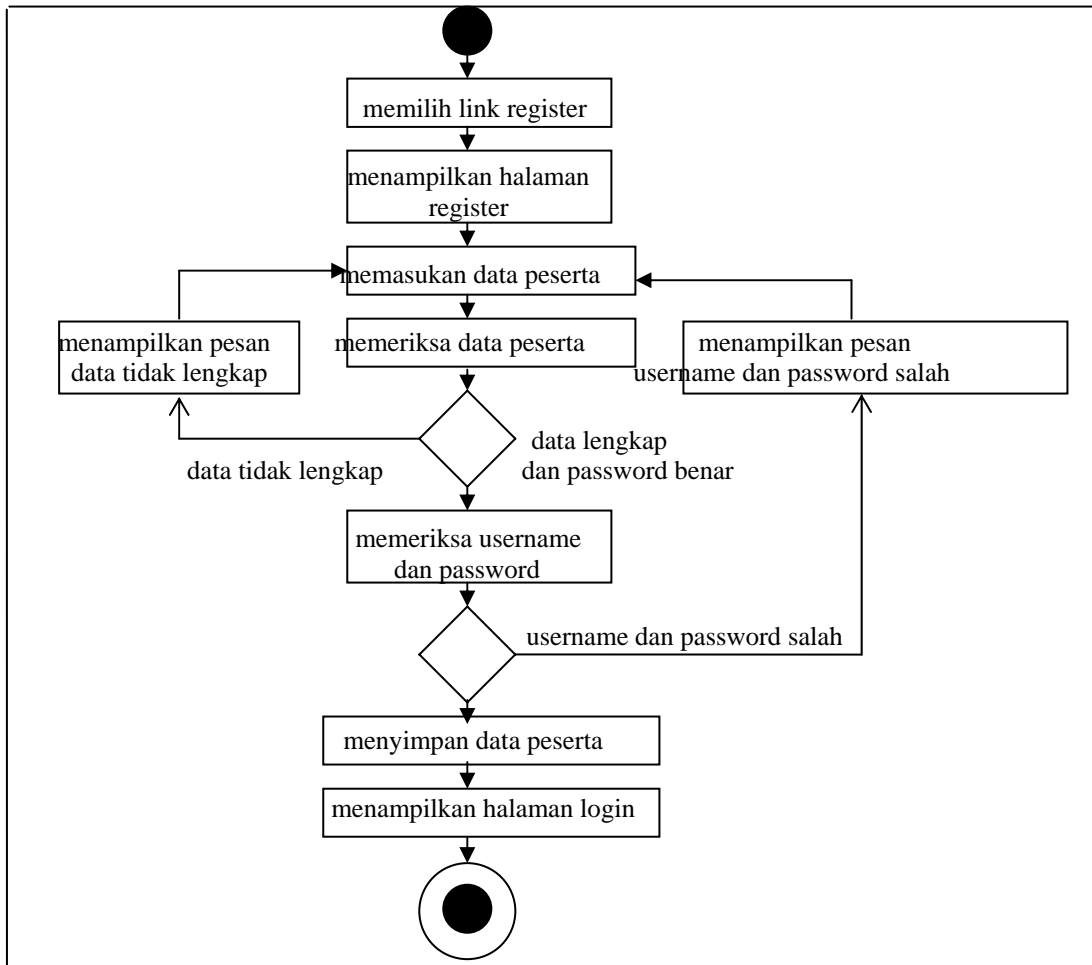 memilih link register
menampilkan halaman
register
memasukan data peserta
menampilkan pesan
data tidak lengkap
memeriksa data peserta
menampilkan pesan
username dan password salah
data tidak lengkap
data lengkap
dan password benar
memeriksa username
dan password
username dan password salah
menyimpan data peserta
menampilkan halaman login